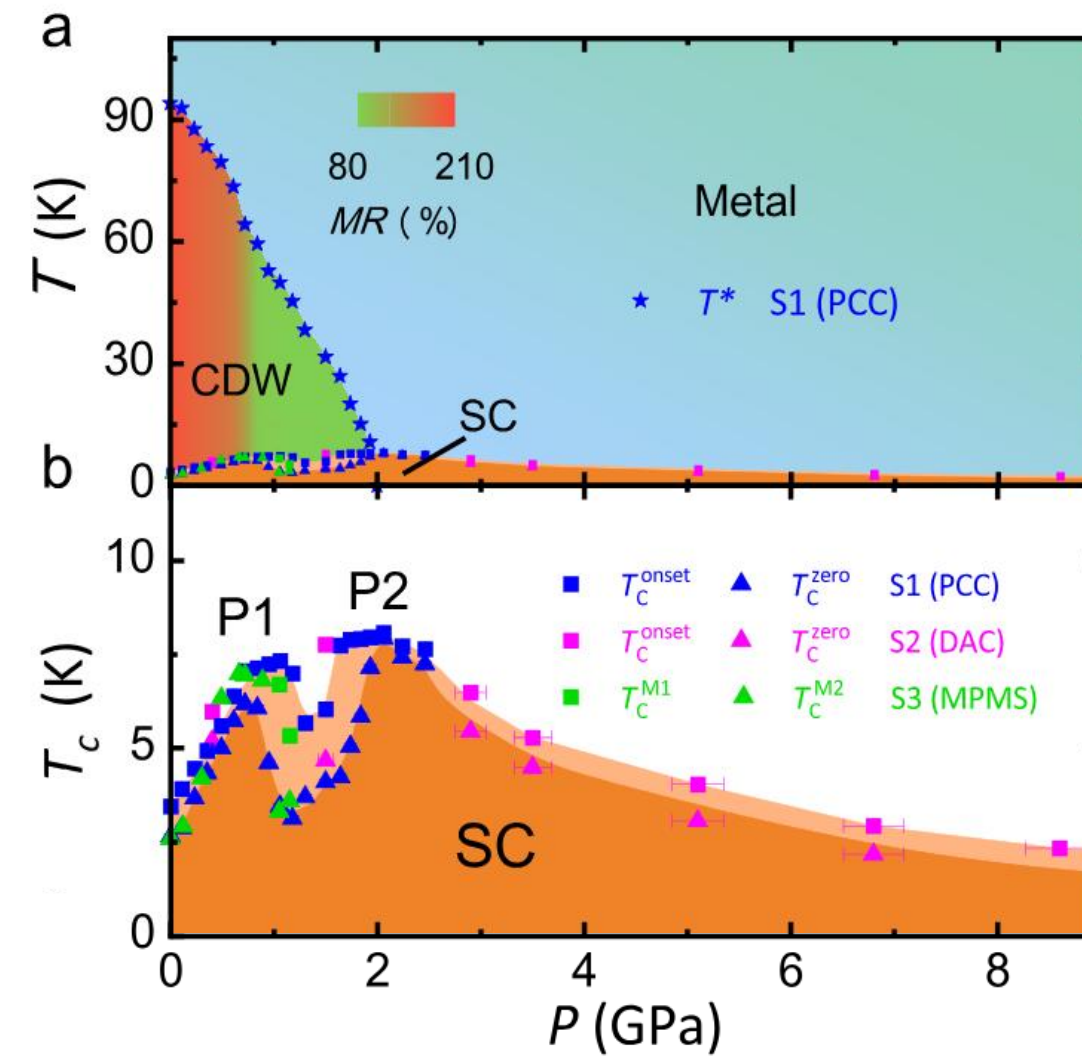 a
90
60
30
0
T (K)
80 210
MR ( %)
Metal
T* S1 (PCC)
CDW
SC
b
10
5
0
T_c (K)
P1
P2
T_C^onset T_C^zero S1 (PCC)
T_C^onset T_C^zero S2 (DAC)
T_C^M1 T_C^M2 S3 (MPMS)
SC
0 2 4 6 8
P (GPa)